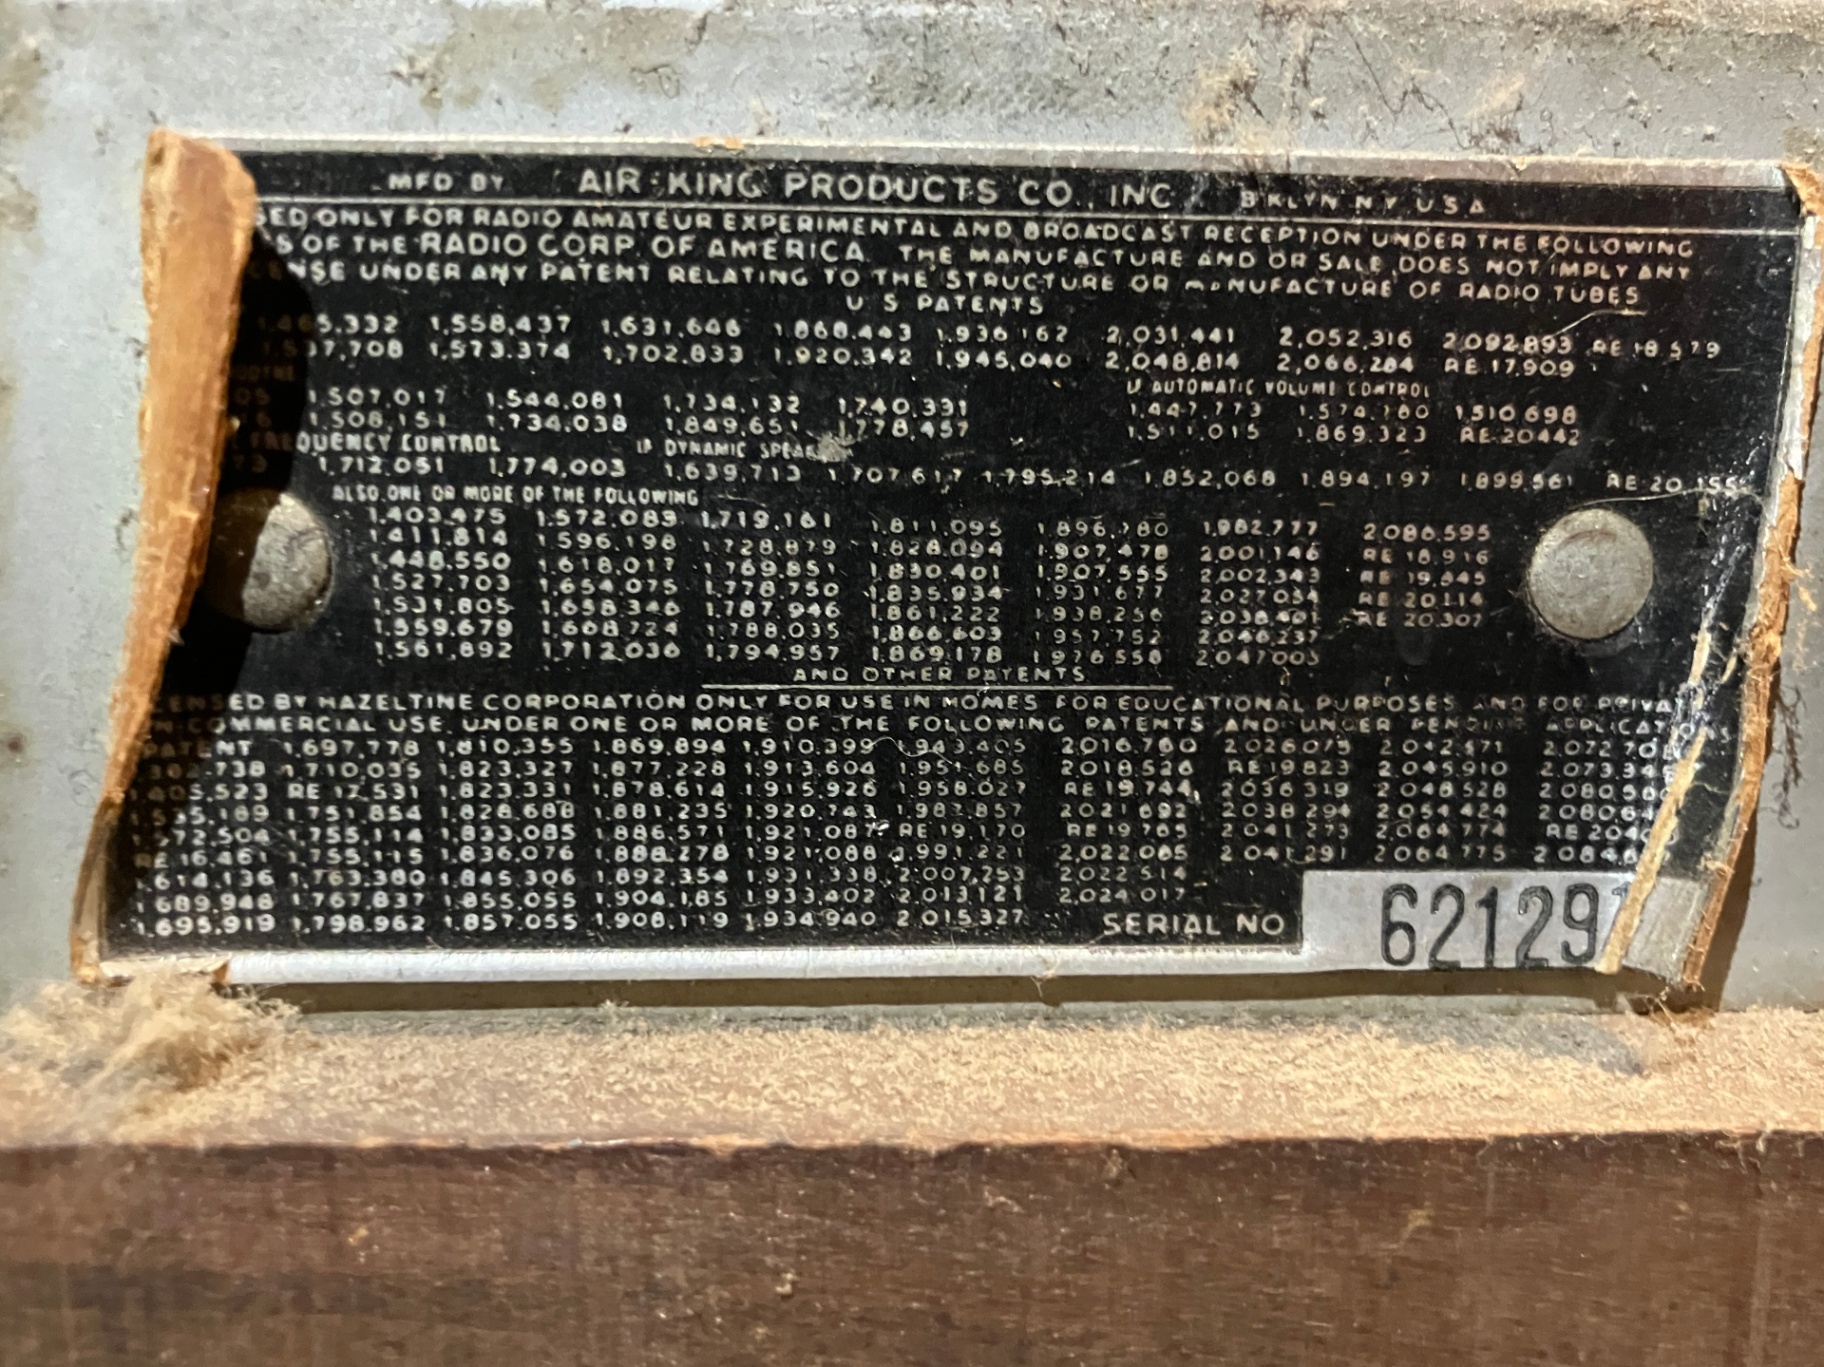 MFD BY AIR KING PRODUCTS CO., INC. BKLYN N.Y. U S A
ONLY FOR RADIO AMATEUR EXPERIMENTAL AND BROADCAST RECEPTION UNDER THE FOLLOWING
OF THE RADIO CORP. OF AMERICA. THE MANUFACTURE AND OR SALE DOES NOT IMPLY ANY
UNDER ANY PATENT RELATING TO THE STRUCTURE OR MANUFACTURE OF RADIO TUBES
U S PATENTS
1,558,437 1,631,646 1,868,443 1,936,162 2,031,441 2,052,316 2,092,893
1,573,374 1,702,833 1,920,342 1,945,040 2,048,814 2,066,284 RE 17,909
IF AUTOMATIC VOLUME CONTROL
1,507,017 1,544,081 1,734,132 1,740,331 1,447,773 1,510,698
1,508,151 1,734,038 1,849,651 1,778,457 1,511,015 1,869,323 RE 20442
FREQUENCY CONTROL IF DYNAMIC
1,712,051 1,774,003 1,639,713 1,707,617 1,795,214 1,852,068 1,894,197 1,899,561 RE 20,155
ALSO ONE OR MORE OF THE FOLLOWING
1,403,475 1,572,083 1,719,161 1,811,095 1,896,780 1,982,777 2,086,595
1,411,814 1,596,198 1,728,879 1,828,094 1,907,478 2,001,146 RE 18,916
1,448,550 1,618,017 1,769,851 1,830,401 1,907,555 2,002,343
1,527,703 1,654,075 1,778,750 1,835,934 1,931,677 2,027,054 RE 20,114
1,531,805 1,658,346 1,787,946 1,861,222 1,938,256 RE 20,307
1,559,679 1,668,724 1,788,035 1,866,603 1,957,752 2,046,237
1,561,892 1,712,036 1,794,957 1,869,178 1,976,558 2,047,005
AND OTHER PATENTS
BY HAZELTINE CORPORATION ONLY FOR USE IN HOMES FOR EDUCATIONAL PURPOSES AND FOR
USE UNDER ONE OR MORE OF THE FOLLOWING PATENTS AND UNDER
PATENT 1,697,778 1,810,355 1,869,894 1,910,399 1,943,405 2,016,760 2,026,075
1,710,035 1,823,327 1,877,228 1,913,604 1,951,685 2,018,526 RE 19,823 2,045,910
RE 12,531 1,823,331 1,878,614 1,915,926 1,958,027 RE 19,744 2,036,319 2,048,528
1,751,854 1,828,688 1,881,235 1,920,743 2,021,692 2,038,294 2,054,424
1,755,114 1,833,085 1,886,571 1,921,087 RE 19,170 RE 19,765 2,041,273 2,064,774
RE 16,461 1,755,115 1,836,076 1,888,278 1,921,088 1,991,221 2,022,085 2,041,291 2,064,775
1,614,136 1,763,380 1,845,306 1,892,354 1,931,338 2,007,253 2,022,514
1,689,948 1,767,837 1,855,055 1,904,185 1,933,402 2,013,121 2,024,017
1,695,919 1,798,962 1,857,055 1,908,119 1,934,940 2,015,327 SERIAL NO 62129